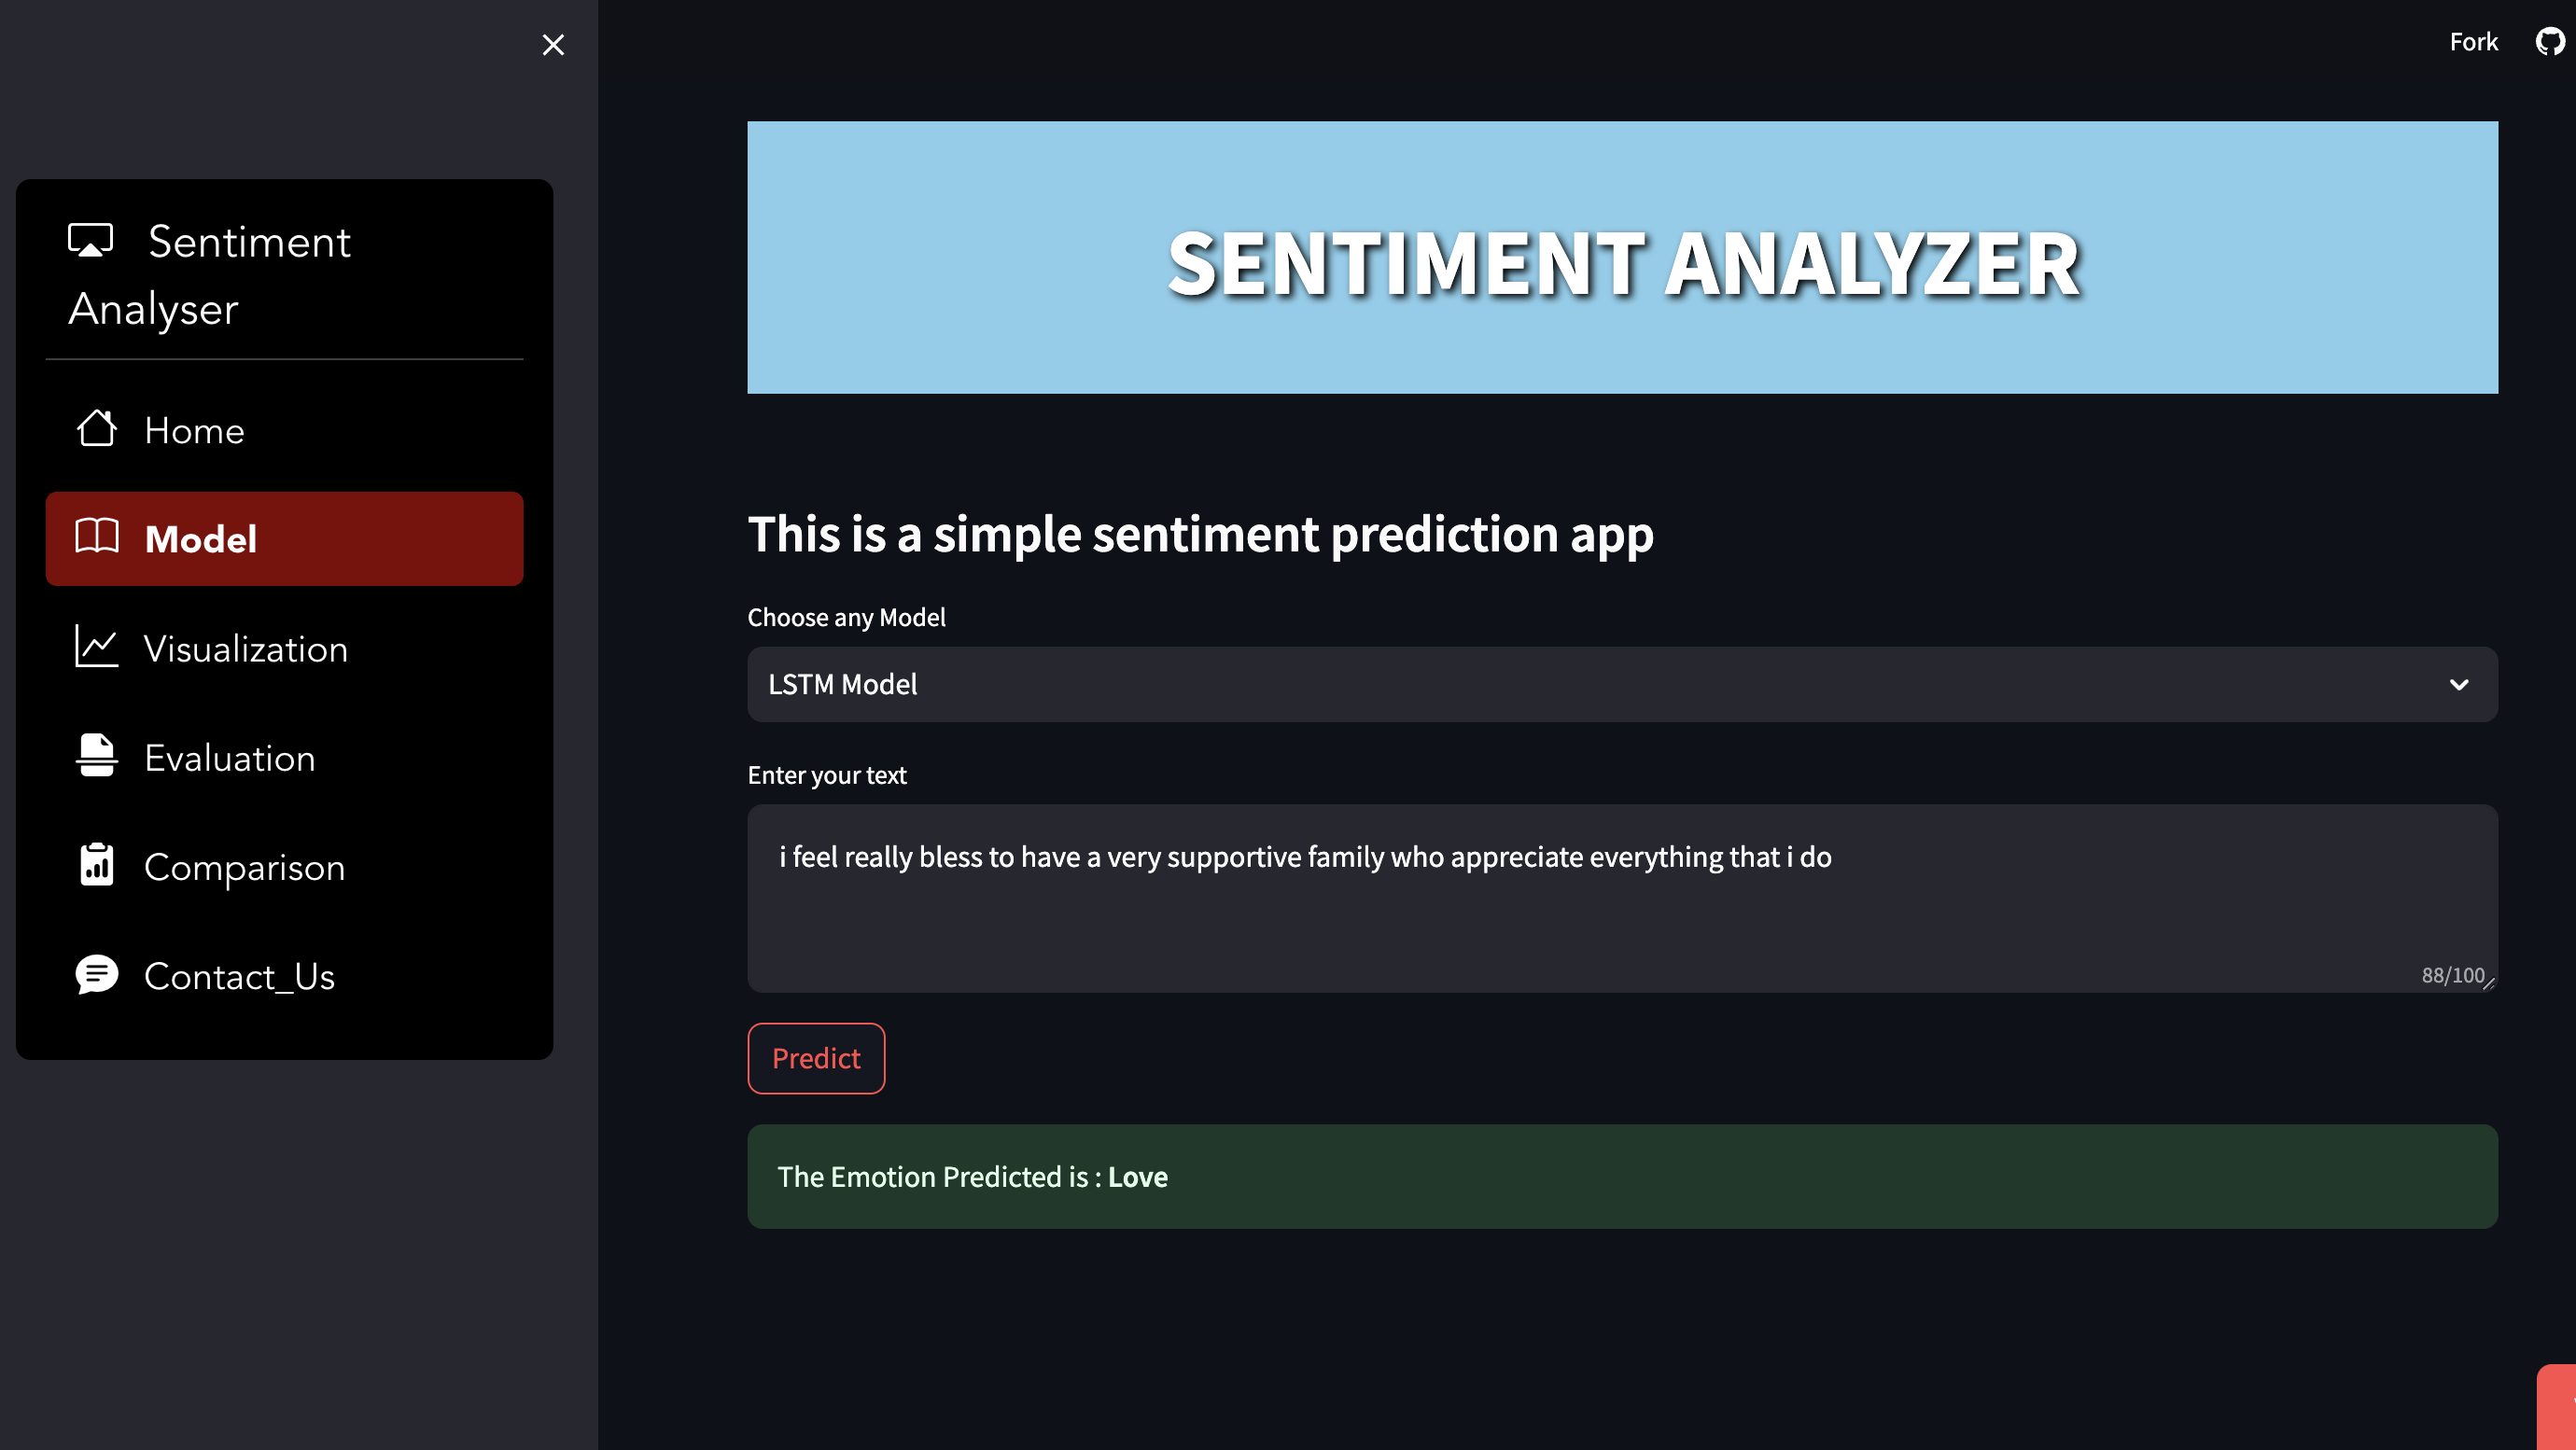 Fork
Sentiment
Analyser
Home
Model
Visualization
Evaluation
Comparison
Contact_Us
SENTIMENT ANALYZER
This is a simple sentiment prediction app
Choose any Model
LSTM Model
Enter your text
i feel really bless to have a very supportive family who appreciate everything that i do
88/100
Predict
The Emotion Predicted is : Love